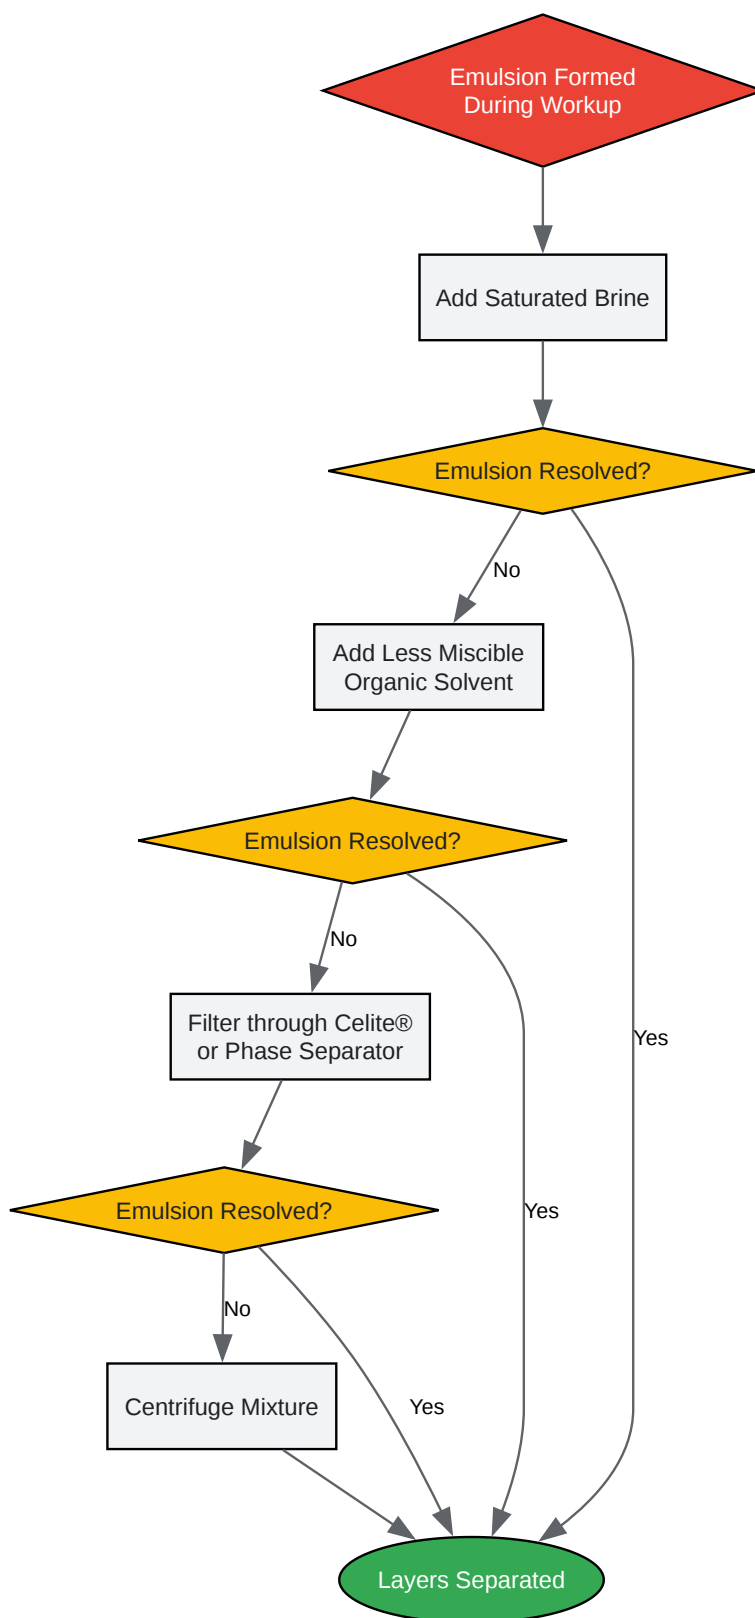 Emulsion Formed
During Workup
Add Saturated Brine
Emulsion Resolved?
No
Add Less Miscible
Organic Solvent
Emulsion Resolved?
No
Filter through Celite®
or Phase Separator
Yes
Emulsion Resolved?
Yes
No
Centrifuge Mixture
Yes
Layers Separated